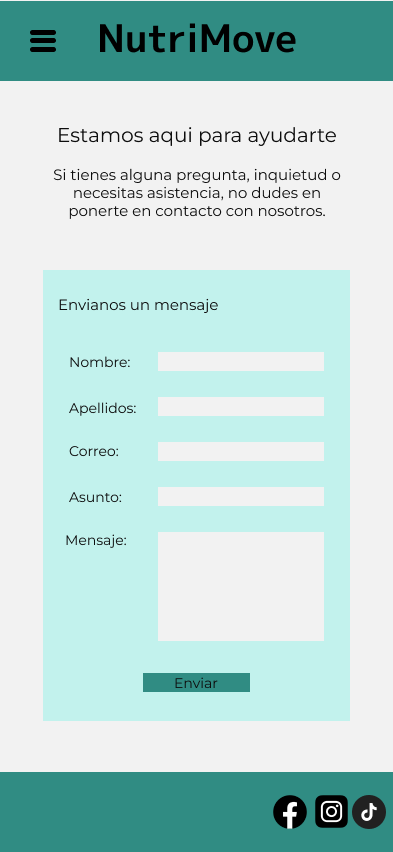 NutriMove
Estamos aqui para ayudarte
Si tienes alguna pregunta, inquietud o
necesitas asistencia, no dudes en
ponerte en contacto con nosotros.
Envianos un mensaje
Nombre:
Apellidos:
Correo:
Asunto:
Mensaje:
Enviar